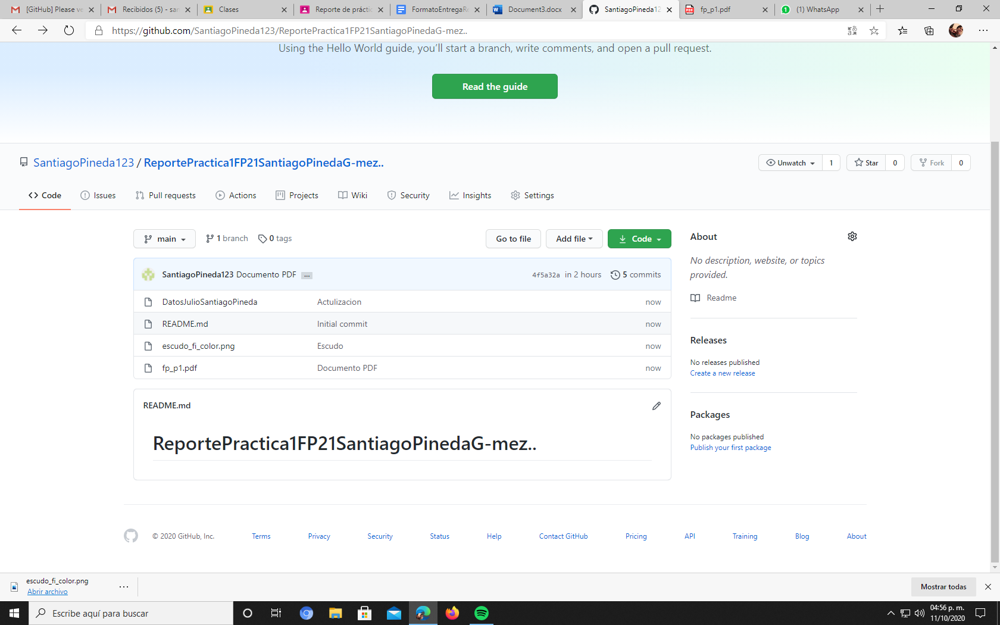 [GitHub] Please ve
Recibidos (5) - san
Clases
Reporte de práctic
FormatoEntregaRe
Document3.docx
SantiagoPineda12
fp_p1.pdf
(1) WhatsApp
https://github.com/SantiagoPineda123/ReportePractica1FP21SantiagoPinedaG-mez..
Using the Hello World guide, you’ll start a branch, write comments, and open a pull request.
Read the guide
SantiagoPineda123 / ReportePractica1FP21SantiagoPinedaG-mez..
Unwatch 1 Star 0 Fork 0
Code Issues Pull requests Actions Projects Wiki Security Insights Settings
main 1 branch 0 tags Go to file Add file Code
SantiagoPineda123 Documento PDF ... 4f5a32a in 2 hours 5 commits
DatosJulioSantiagoPineda Actulizacion now
README.md Initial commit now
escudo_fi_color.png Escudo now
fp_p1.pdf Documento PDF now
README.md
ReportePractica1FP21SantiagoPinedaG-mez..
About
No description, website, or topics
provided.
Readme
Releases
No releases published
Create a new release
Packages
No packages published
Publish your first package
© 2020 GitHub, Inc. Terms Privacy Security Status Help Contact GitHub Pricing API Training Blog About
escudo_fi_color.png
Abrir archivo
Mostrar todas
Escribe aquí para buscar
04:56 p. m.
11/10/2020